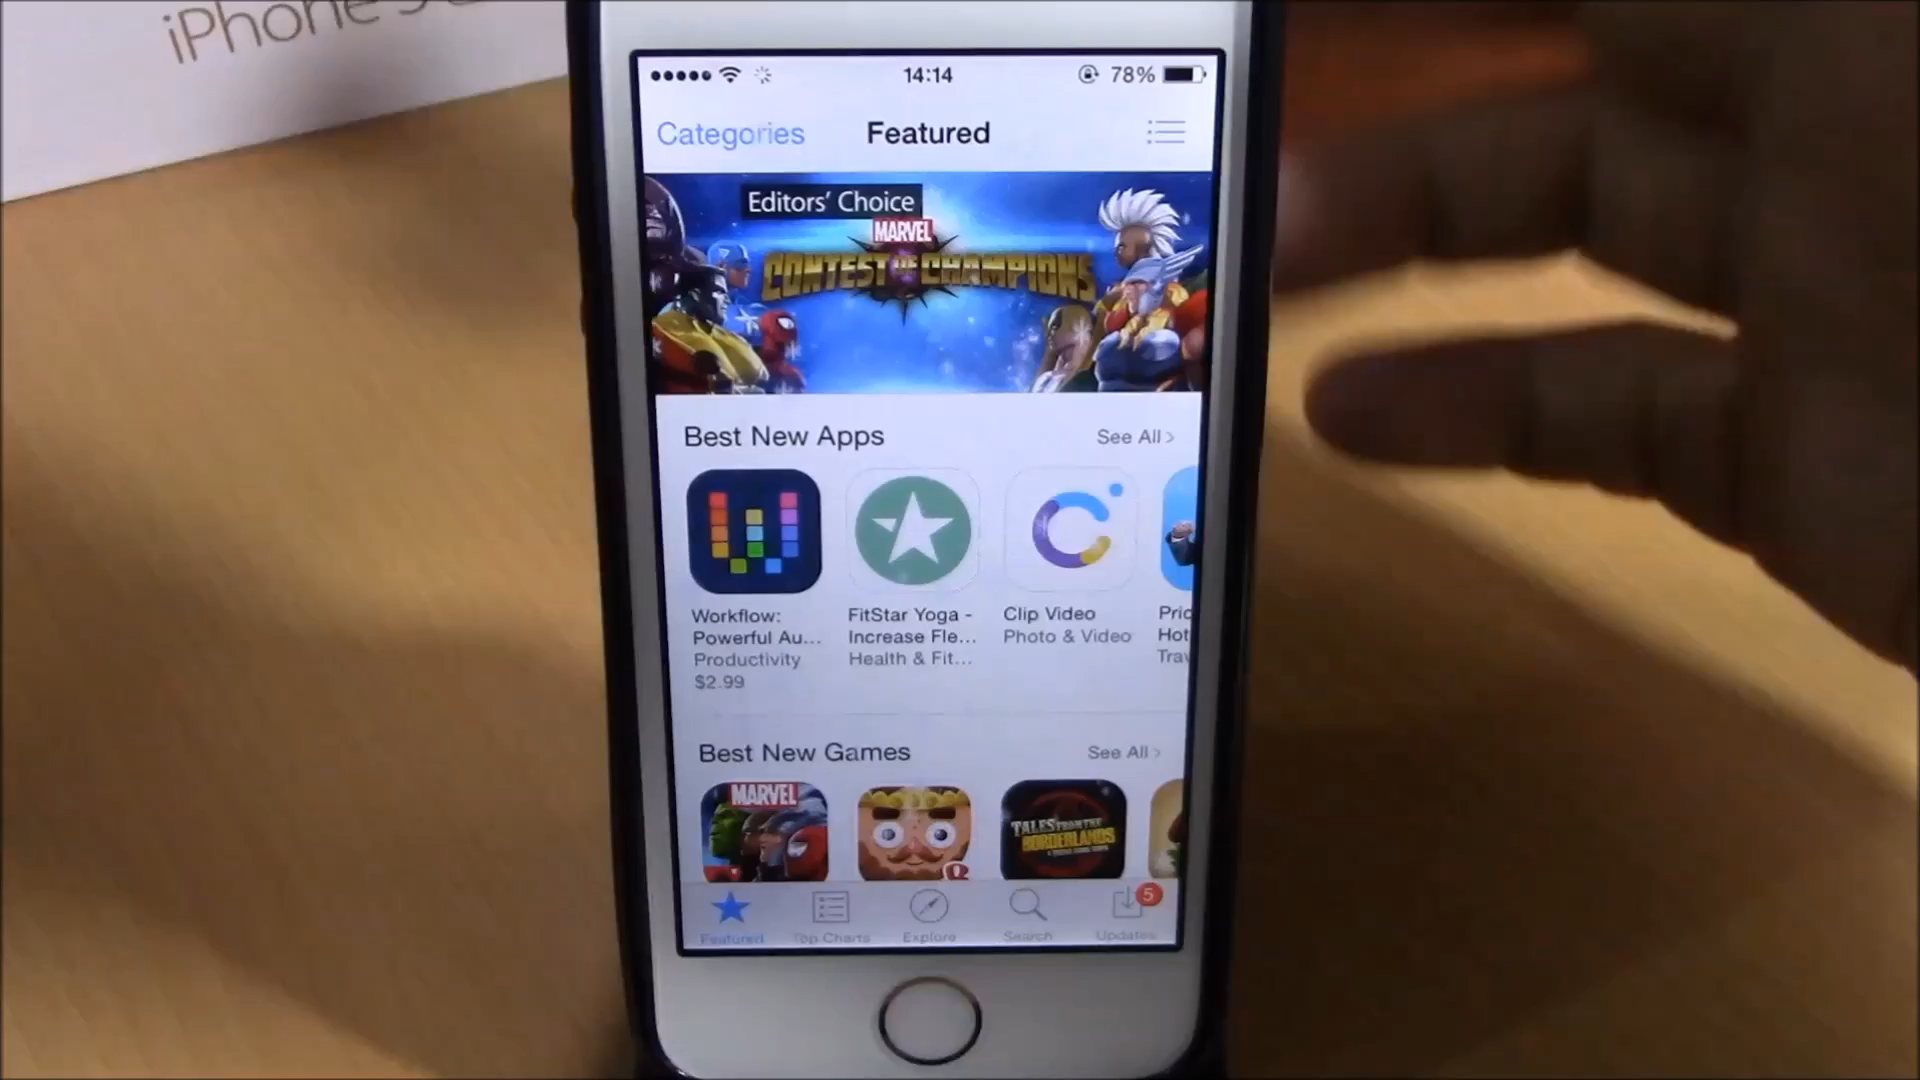 iPhone
14:14
78%
Categories
Featured
Editors' Choice
MARVEL
CONTEST OF CHAMPIONS
Best New Apps
See All >
Workflow:
Powerful Au...
Productivity
$2.99
FitStar Yoga -
Increase Fle...
Health & Fit...
Clip Video
Photo & Video
Hot
Best New Games
See All >
MARVEL
TALES FROM THE
BORDERLANDS
5
Featured
Top Charts
Explore
Search
Updates